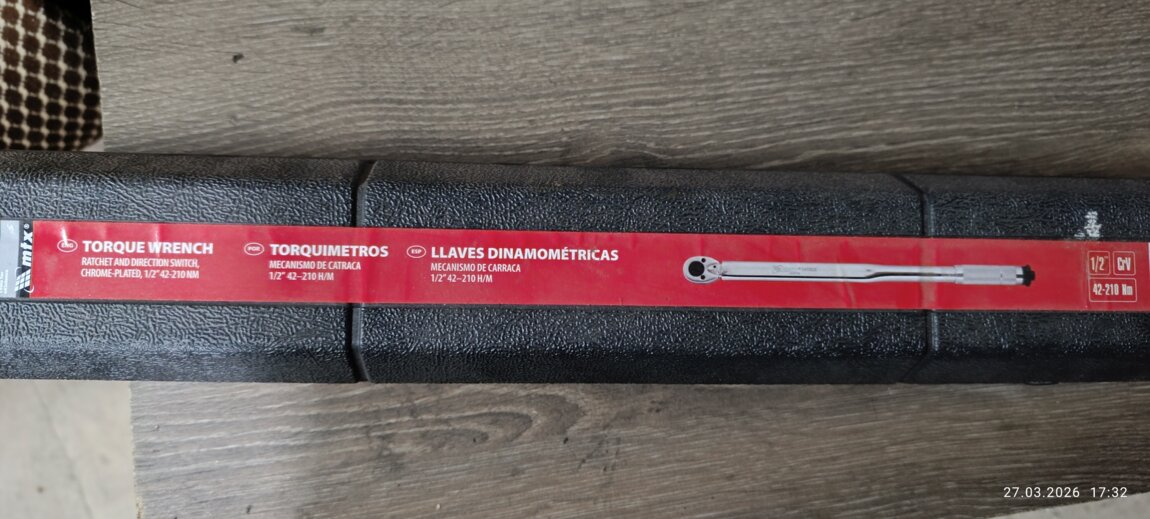 mtx®
ENG TORQUE WRENCH
RATCHET AND DIRECTION SWITCH,
CHROME-PLATED, 1/2" 42-210 NM
POR TORQUIMETROS
MECANISMO DE CATRACA
1/2" 42–210 H/M
ESP LLAVES DINAMOMÉTRICAS
MECANISMO DE CARRACA
1/2" 42–210 H/M
1/2" CrV
42-210 Nm
27.03.2026 17:32